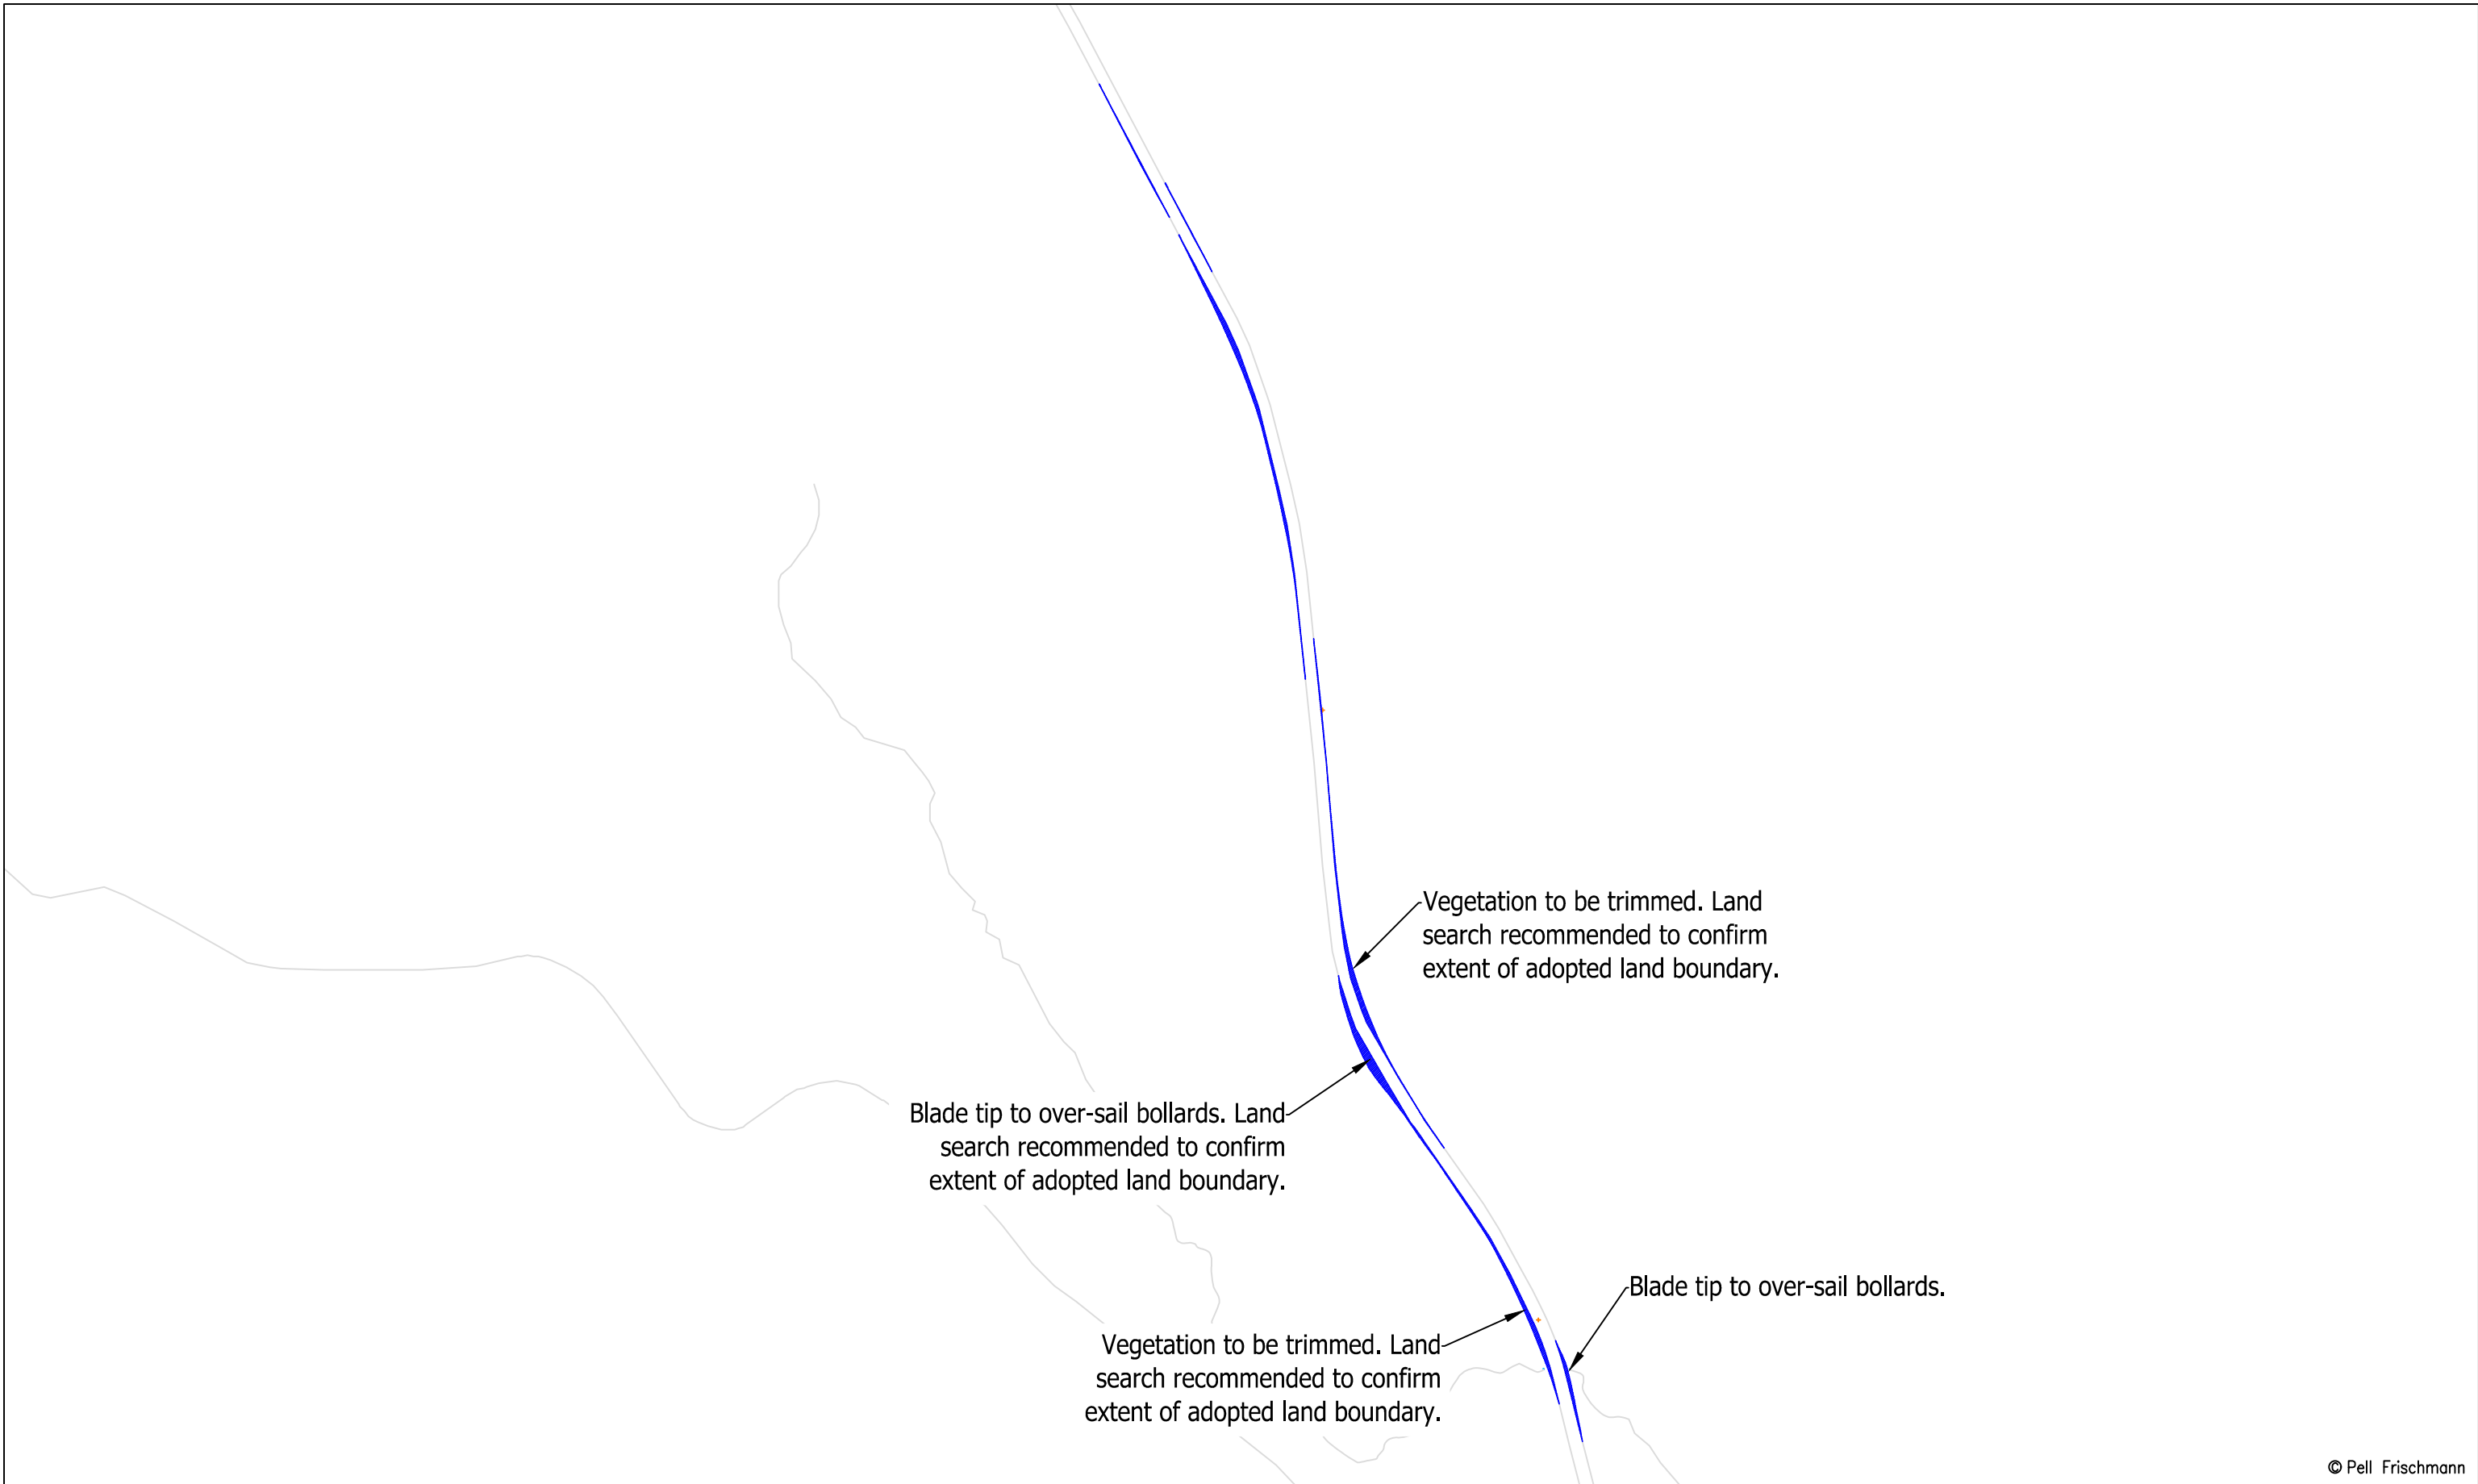 Vegetation to be trimmed. Land
search recommended to confirm
extent of adopted land boundary.
Blade tip to over-sail bollards. Land
search recommended to confirm
extent of adopted land boundary.
Blade tip to over-sail bollards.
Vegetation to be trimmed. Land
search recommended to confirm
extent of adopted land boundary.
© Pell Frischmann